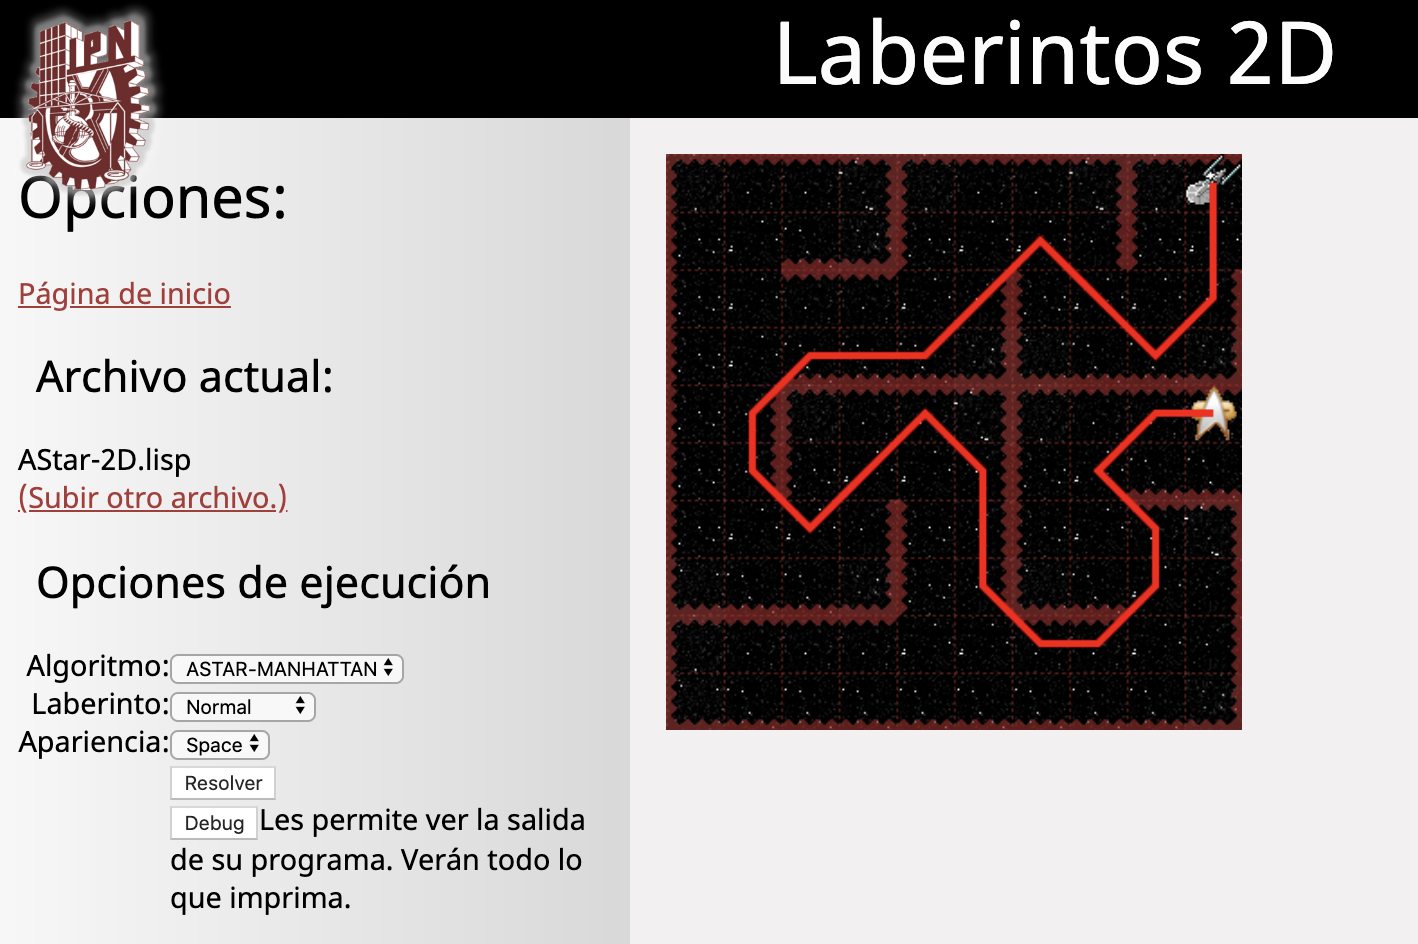 IPN
Laberintos 2D
Opciones:
Página de inicio
Archivo actual:
AStar-2D.lisp
(Subir otro archivo.)
Opciones de ejecución
Algoritmo: ASTAR-MANHATTAN
Laberinto: Normal
Apariencia: Space
Resolver
Debug Les permite ver la salida
de su programa. Verán todo lo
que imprima.